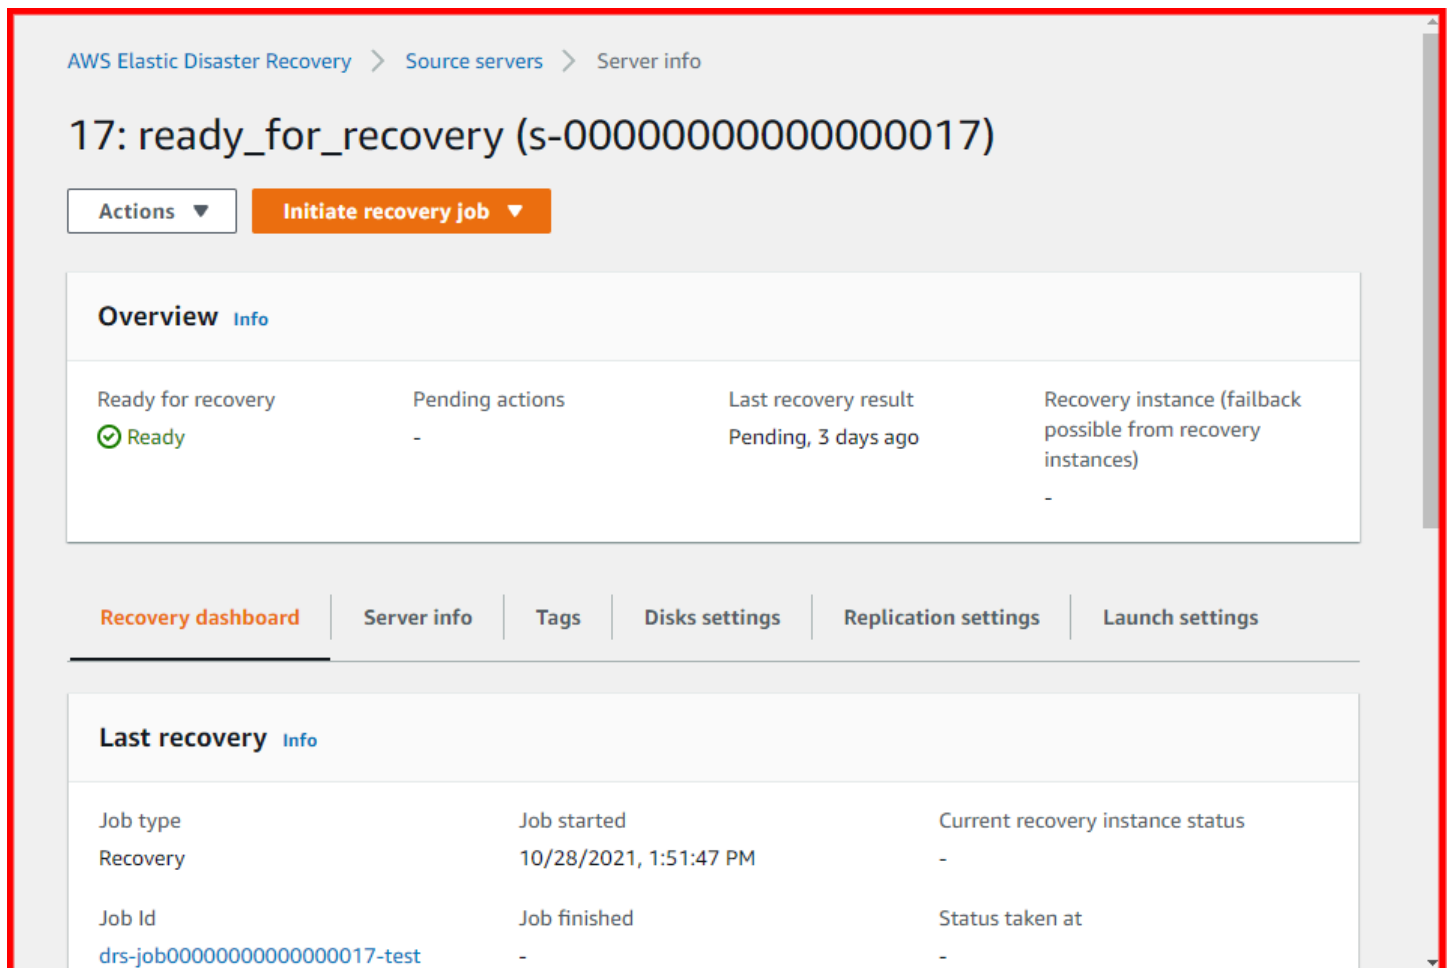 AWS Elastic Disaster Recovery > Source servers > Server info
17: ready_for_recovery (s-00000000000000017)
Actions ▼ Initiate recovery job ▼
Overview Info
Ready for recovery
Ready
Pending actions
-
Last recovery result
Pending, 3 days ago
Recovery instance (failback
possible from recovery
instances)
-
Recovery dashboard Server info Tags Disks settings Replication settings Launch settings
Last recovery Info
Job type
Recovery
Job started
10/28/2021, 1:51:47 PM
Current recovery instance status
-
Job Id
drs-job00000000000000017-test
Job finished
-
Status taken at
-